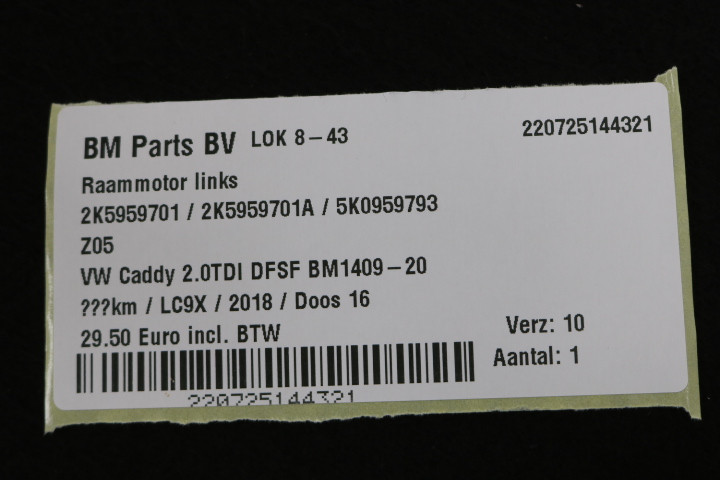 BM Parts BV LOK 8-43 220725144321
Raammotor links
2K5959701 / 2K5959701A / 5K0959793
Z05
VW Caddy 2.0TDI DFSF BM1409-20
???km / LC9X / 2018 / Doos 16
29.50 Euro incl. BTW Verz: 10
Aantal: 1
220725144321